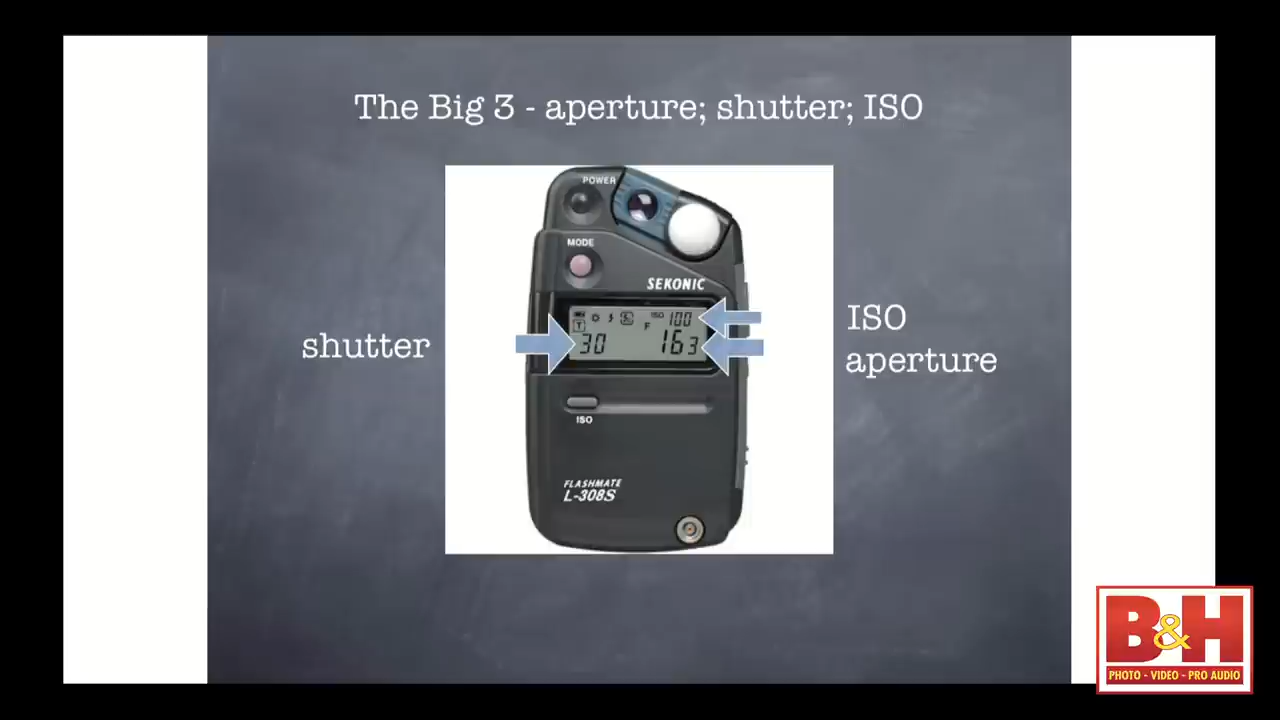 The Big 3 - aperture; shutter; ISO
POWER
MODE
SEKONIC
ISO 100
T
F
30
16 3
shutter
ISO
aperture
ISO
FLASHMATE
L-308S
B&H
PHOTO - VIDEO - PRO AUDIO